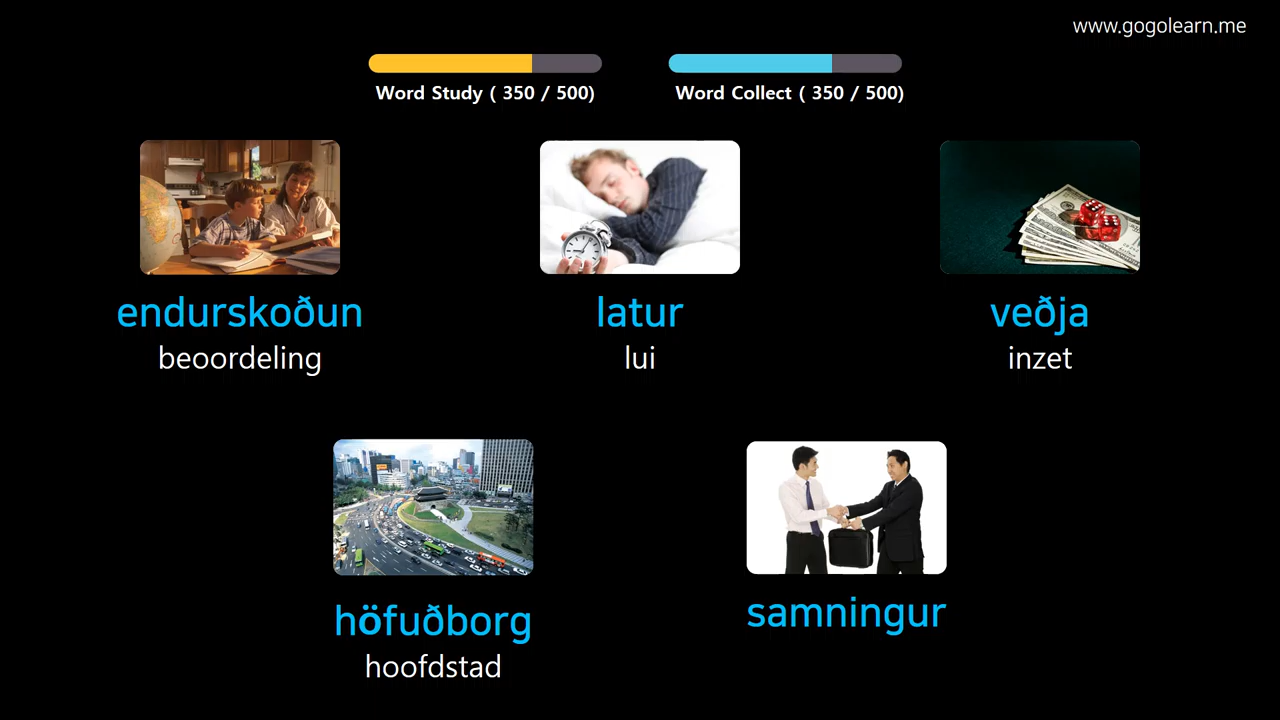 www.gogolearn.me
Word Study ( 350 / 500)
Word Collect ( 350 / 500)
endurskoðun
beoordeling
latur
lui
veðja
inzet
höfuðborg
hoofdstad
samningur